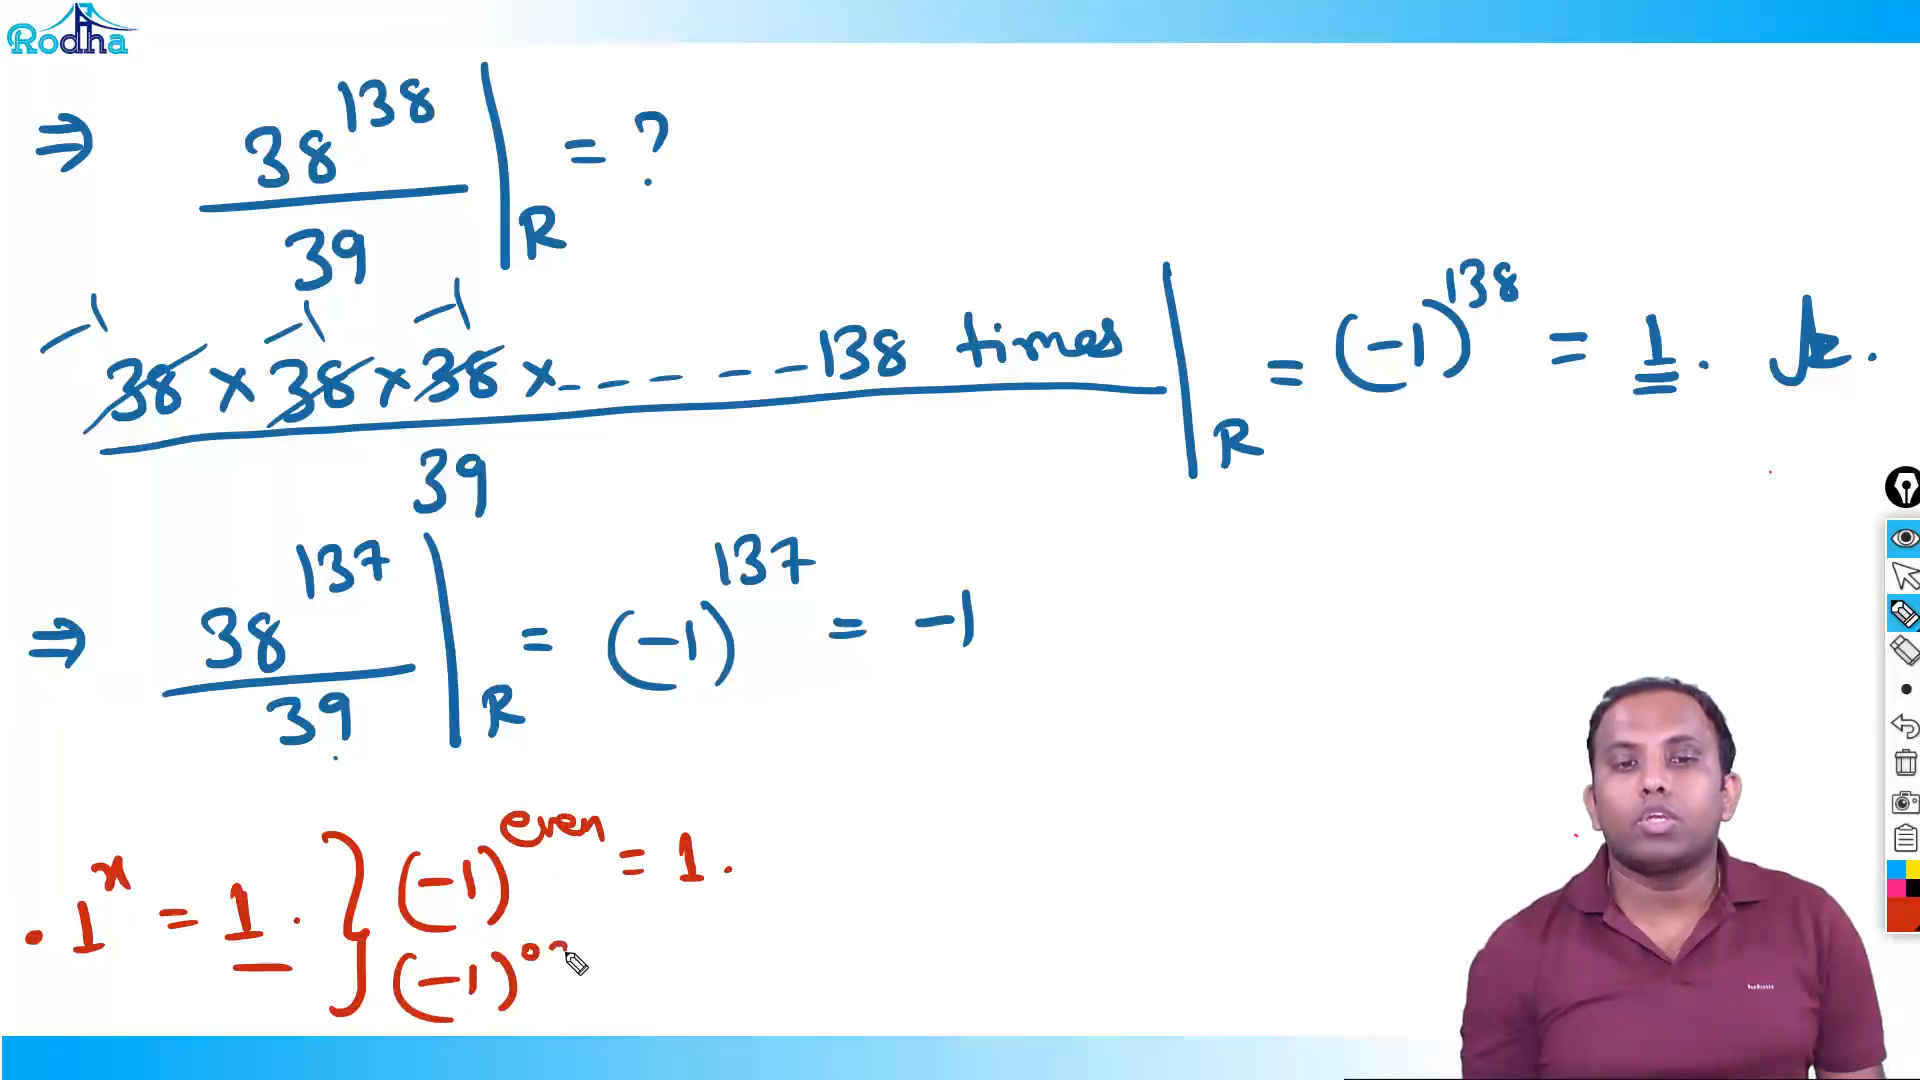 Rodha
⇒ 38^138 / 39 |R = ?
-1 -1 -1
38 × 38 × 38 × ------138 times / 39 |R = (-1)^138 = 1.
⇒ 38^137 / 39 |R = (-1)^137 = -1
. 1^x = 1. } (-1)^even = 1.
(-1)^o